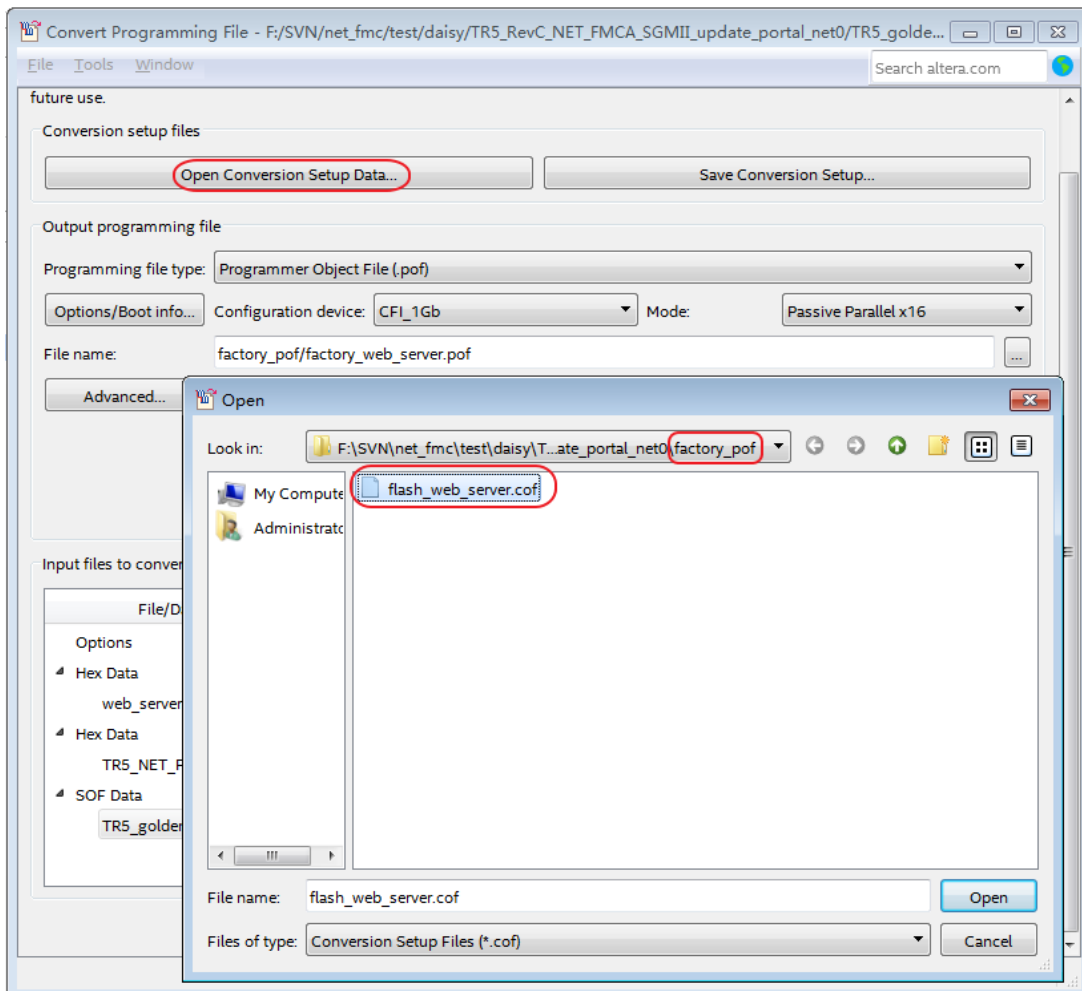 Convert Programming File - F:/SVN/net_fmc/test/daisy/TR5_RevC_NET_FMCA_SGMII_update_portal_net0/TR5_golde...
File Tools Window
Search altera.com
future use.
Conversion setup files
Open Conversion Setup Data...
Save Conversion Setup...
Output programming file
Programming file type: Programmer Object File (.pof)
Options/Boot info... Configuration device: CFI_1Gb Mode: Passive Parallel x16
File name: factory_pof/factory_web_server.pof ...
Advanced...
Open
Look in: F:\SVN\net_fmc\test\daisy\T...ate_portal_net0\factory_pof
My Compute
Administratc
flash_web_server.cof
Input files to conver
File/D
Options
Hex Data
web_server
Hex Data
TR5_NET_F
SOF Data
TR5_golder
File name: flash_web_server.cof Open
Files of type: Conversion Setup Files (*.cof) Cancel